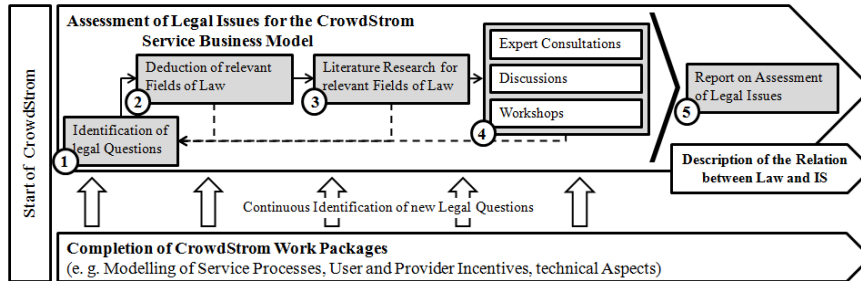 Start of CrowdStrom
Assessment of Legal Issues for the CrowdStrom
Service Business Model
Deduction of relevant
Fields of Law
2
Literature Research for
relevant Fields of Law
3
Expert Consultations
Discussions
Workshops
4
Report on Assessment
of Legal Issues
5
Identification of
legal Questions
1
Description of the Relation
between Law and IS
Continuous Identification of new Legal Questions
Completion of CrowdStrom Work Packages
(e. g. Modelling of Service Processes, User and Provider Incentives, technical Aspects)